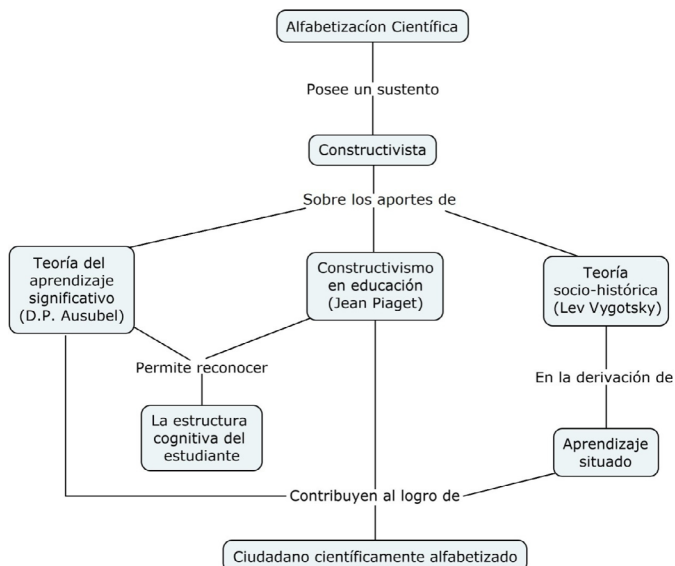 Alfabetizacíon Científica
Posee un sustento
Constructivista
Sobre los aportes de
Teoría del
aprendizaje
significativo
(D.P. Ausubel)
Constructivismo
en educación
(Jean Piaget)
Teoría
socio-histórica
(Lev Vygotsky)
Permite reconocer
En la derivación de
La estructura
cognitiva del
estudiante
Aprendizaje
situado
Contribuyen al logro de
Ciudadano científicamente alfabetizado